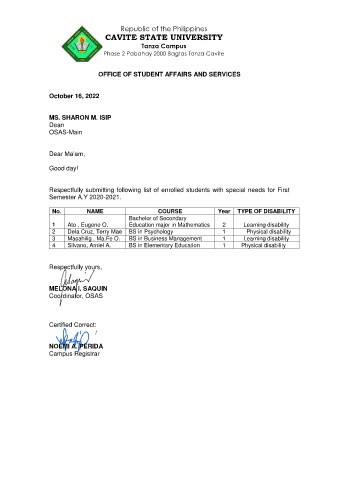 Republic of the Philippines
CAVITE STATE UNIVERSITY
Tanza Campus
Phase 2 Pabahay 2000 Bagtas Tanza Cavite
OFFICE OF STUDENT AFFAIRS AND SERVICES
October 16, 2022
MS. SHARON M. ISIP
Dean
OSAS-Main
Dear Ma'am,
Good day!
Respectfully submitting following list of enrolled students with special needs for First
Semester A.Y 2020-2021.
No. NAME COURSE Year TYPE OF DISABILITY
1 Ato , Eugene O. Bachelor of Secondary Education major in Mathematics 2 Learning disability
2 Dela Cruz, Terry Mae BS in Psychology 1 Physical disability
3 Ma,Fe O. BS in Business Management 1 Learning disability
4 Silvano, Arniel A. BS in Elementary Education 1 Physical disability
Respectfully yours,
MELONA I. SAQUIN
Coordinator, OSAS
Certified Correct:
NOEMI A. PERIDA
Campus Registrar